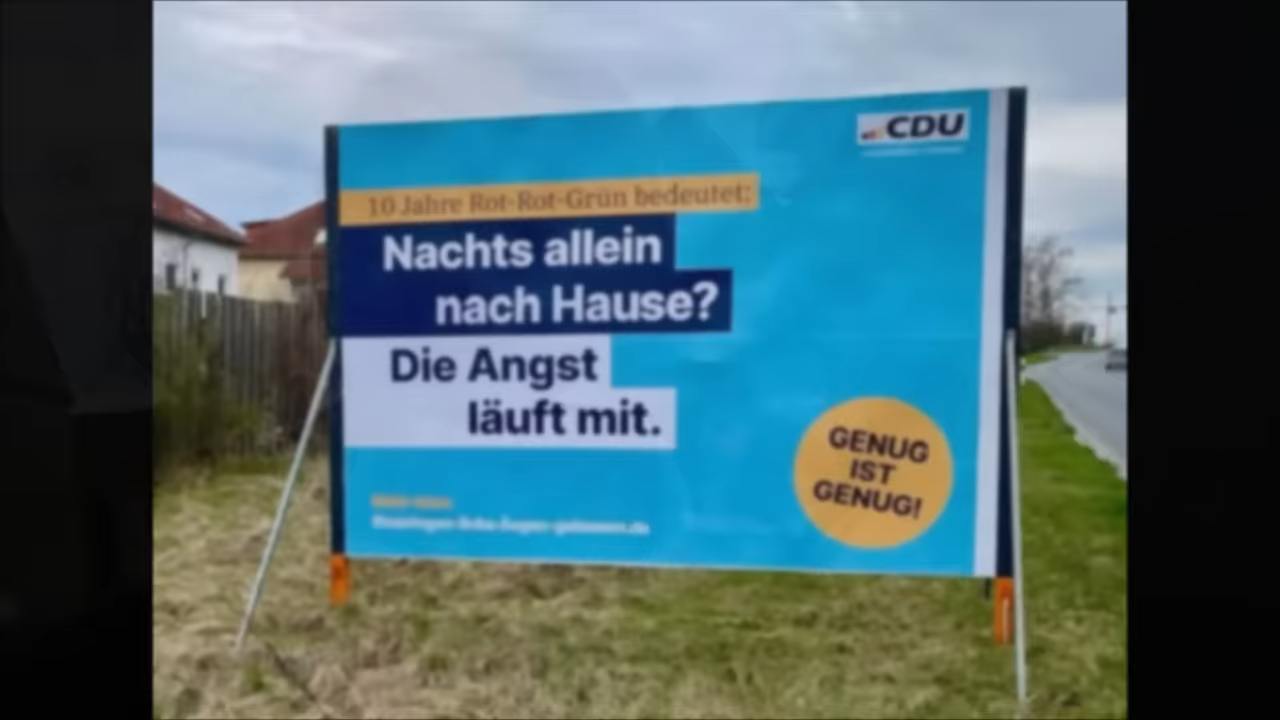 CDU
10 Jahre Rot-Rot-Grün bedeutet:
Nachts allein
nach Hause?
Die Angst
läuft mit.
GENUG
IST
GENUG!